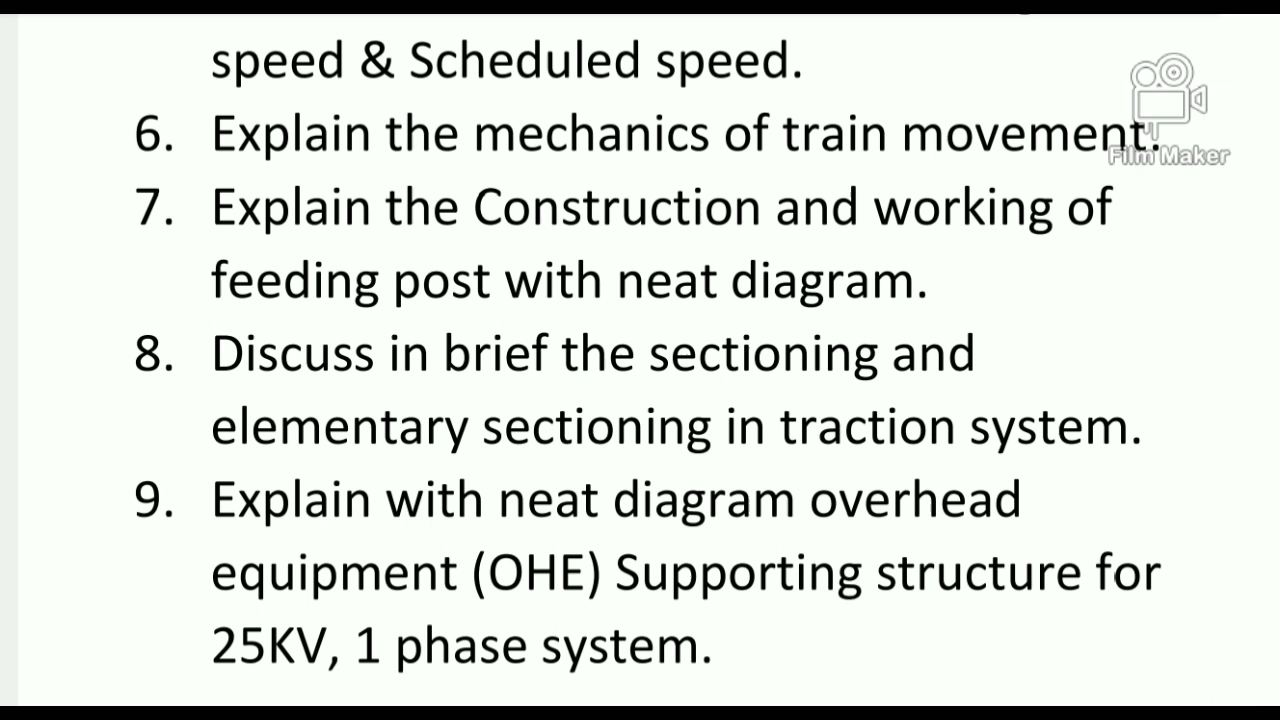 speed & Scheduled speed.
6. Explain the mechanics of train movement.
Film Maker
7. Explain the Construction and working of
feeding post with neat diagram.
8. Discuss in brief the sectioning and
elementary sectioning in traction system.
9. Explain with neat diagram overhead
equipment (OHE) Supporting structure for
25KV, 1 phase system.